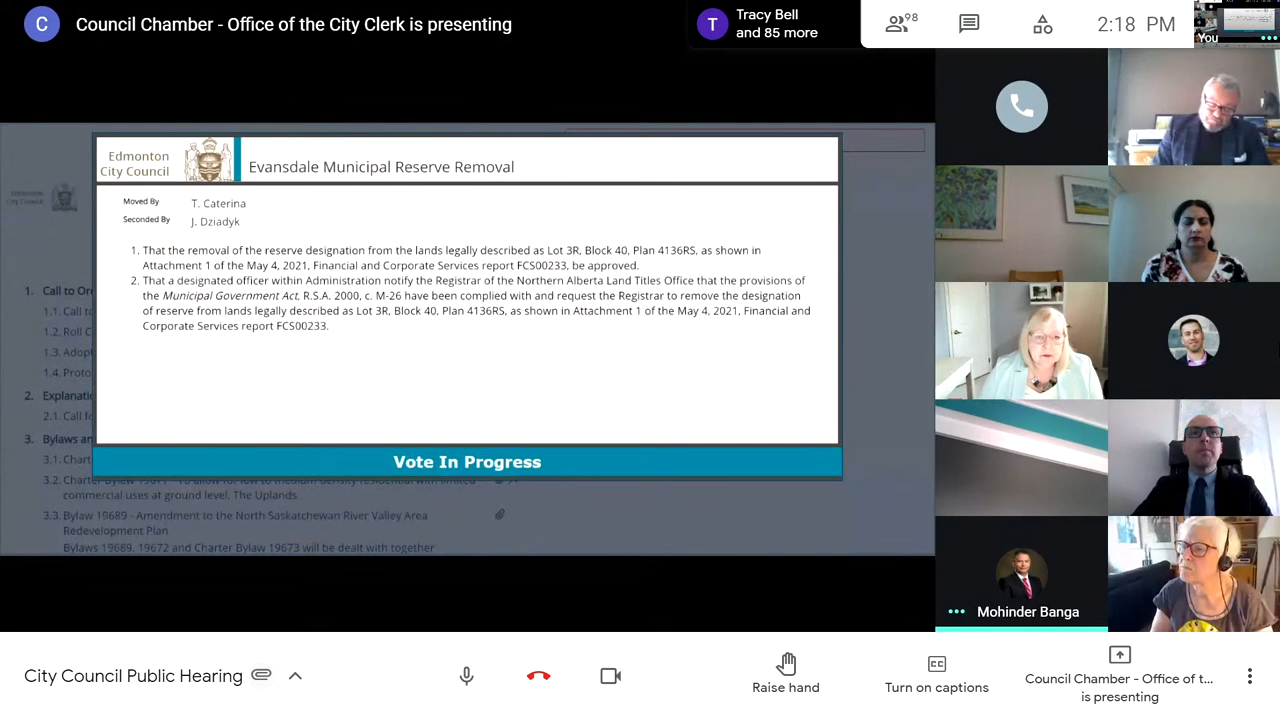 C
Council Chamber - Office of the City Clerk is presenting
T
Tracy Bell
and 85 more
98
2:18 PM
You
Edmonton
City Council
Evansdale Municipal Reserve Removal
Moved By T. Caterina
Seconded By J. Dziadyk
1. That the removal of the reserve designation from the lands legally described as Lot 3R, Block 40, Plan 4136RS, as shown in
Attachment 1 of the May 4, 2021, Financial and Corporate Services report FCS00233, be approved.
2. That a designated officer within Administration notify the Registrar of the Northern Alberta Land Titles Office that the provisions of
the Municipal Government Act, R.S.A. 2000, c. M-26 have been complied with and request the Registrar to remove the designation
of reserve from lands legally described as Lot 3R, Block 40, Plan 4136RS, as shown in Attachment 1 of the May 4, 2021, Financial and
Corporate Services report FCS00233.
Vote In Progress
1. Call to Or
1.1. Call to
1.2. Roll C
1.3. Adopt
1.4. Proto
2. Explanati
2.1. Call fo
3. Bylaws an
3.1. Chart
3.2. Charter Bylaw
commercial uses at ground level, The Uplands.
3.3. Bylaw 19689 - Amendment to the North Saskatchewan River Valley Area
Redevelopment Plan
Bylaws 19689, 19672 and Charter Bylaw 19673 will be dealt with together
Mohinder Banga
City Council Public Hearing
Raise hand
Turn on captions
Council Chamber - Office of t...
is presenting